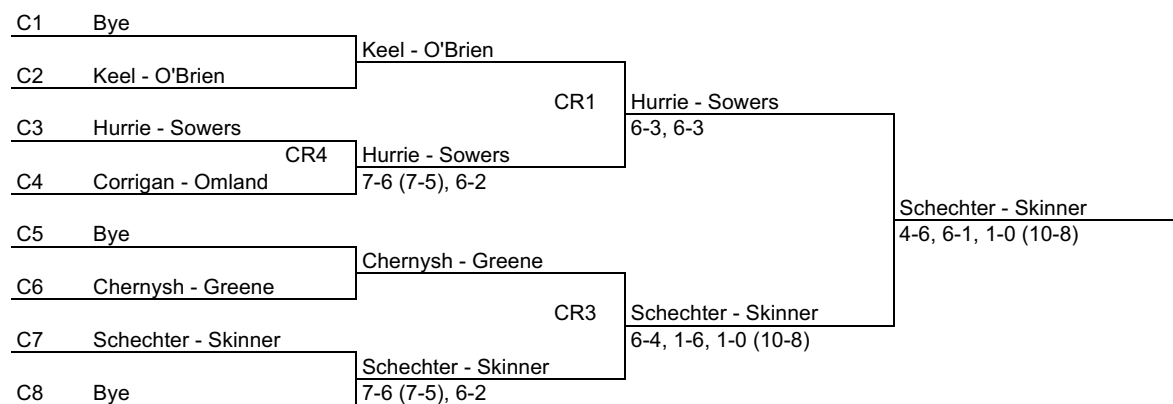 C1 Bye
Keel - O'Brien
C2 Keel - O'Brien
CR1 Hurrie - Sowers
C3 Hurrie - Sowers
6-3, 6-3
CR4 Hurrie - Sowers
C4 Corrigan - Omland
7-6 (7-5), 6-2
Schechter - Skinner
C5 Bye
4-6, 6-1, 1-0 (10-8)
Chernysh - Greene
C6 Chernysh - Greene
CR3 Schechter - Skinner
C7 Schechter - Skinner
6-4, 1-6, 1-0 (10-8)
Schechter - Skinner
C8 Bye
7-6 (7-5), 6-2